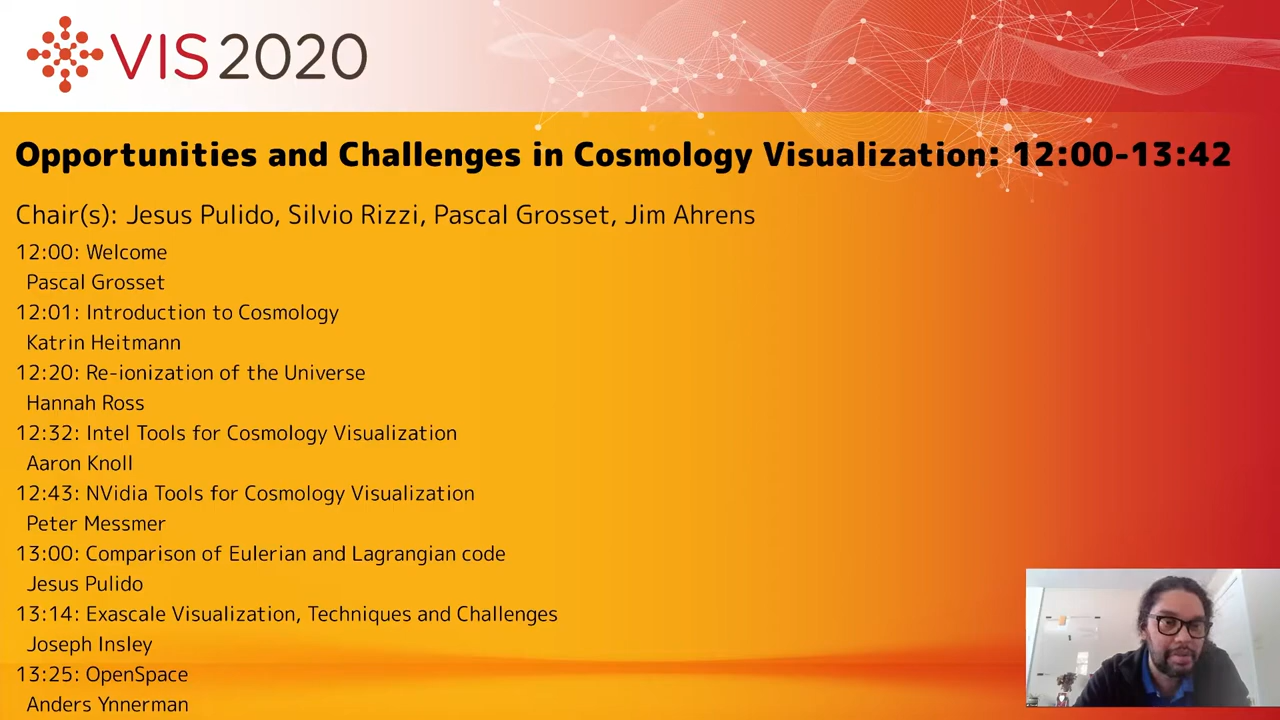 VIS2020
Opportunities and Challenges in Cosmology Visualization: 12:00-13:42
Chair(s): Jesus Pulido, Silvio Rizzi, Pascal Grosset, Jim Ahrens
12:00: Welcome
Pascal Grosset
12:01: Introduction to Cosmology
Katrin Heitmann
12:20: Re-ionization of the Universe
Hannah Ross
12:32: Intel Tools for Cosmology Visualization
Aaron Knoll
12:43: NVidia Tools for Cosmology Visualization
Peter Messmer
13:00: Comparison of Eulerian and Lagrangian code
Jesus Pulido
13:14: Exascale Visualization, Techniques and Challenges
Joseph Insley
13:25: OpenSpace
Anders Ynnerman